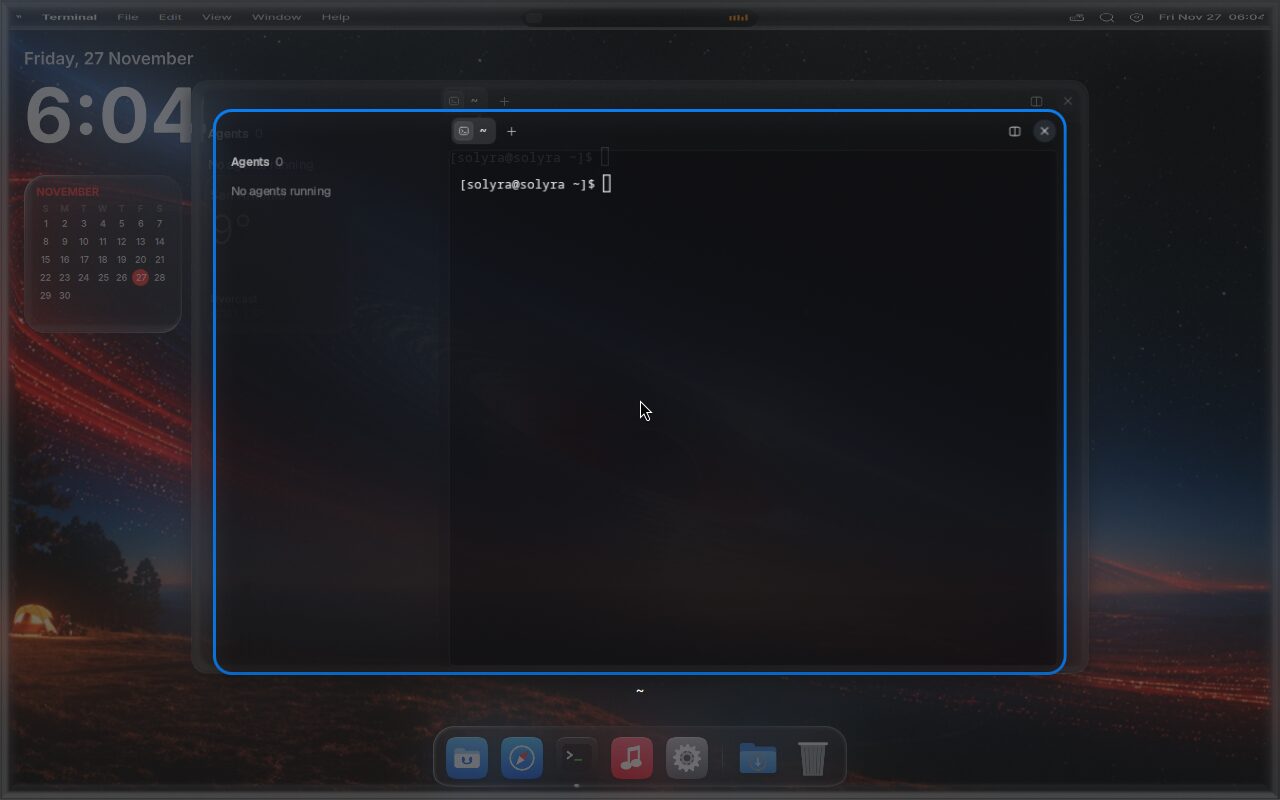 Terminal File Edit View Window Help
Fri Nov 27 06:04
Friday, 27 November
6:04
~ +
Agents 0
~ +
[solyra@solyra ~]$
Agents 0
No agents running
[solyra@solyra ~]$
NOVEMBER
S M T W T F S
1 2 3 4 5 6 7
8 9 10 11 12 13 14
15 16 17 18 19 20 21
22 23 24 25 26 27 28
29 30
9°
~